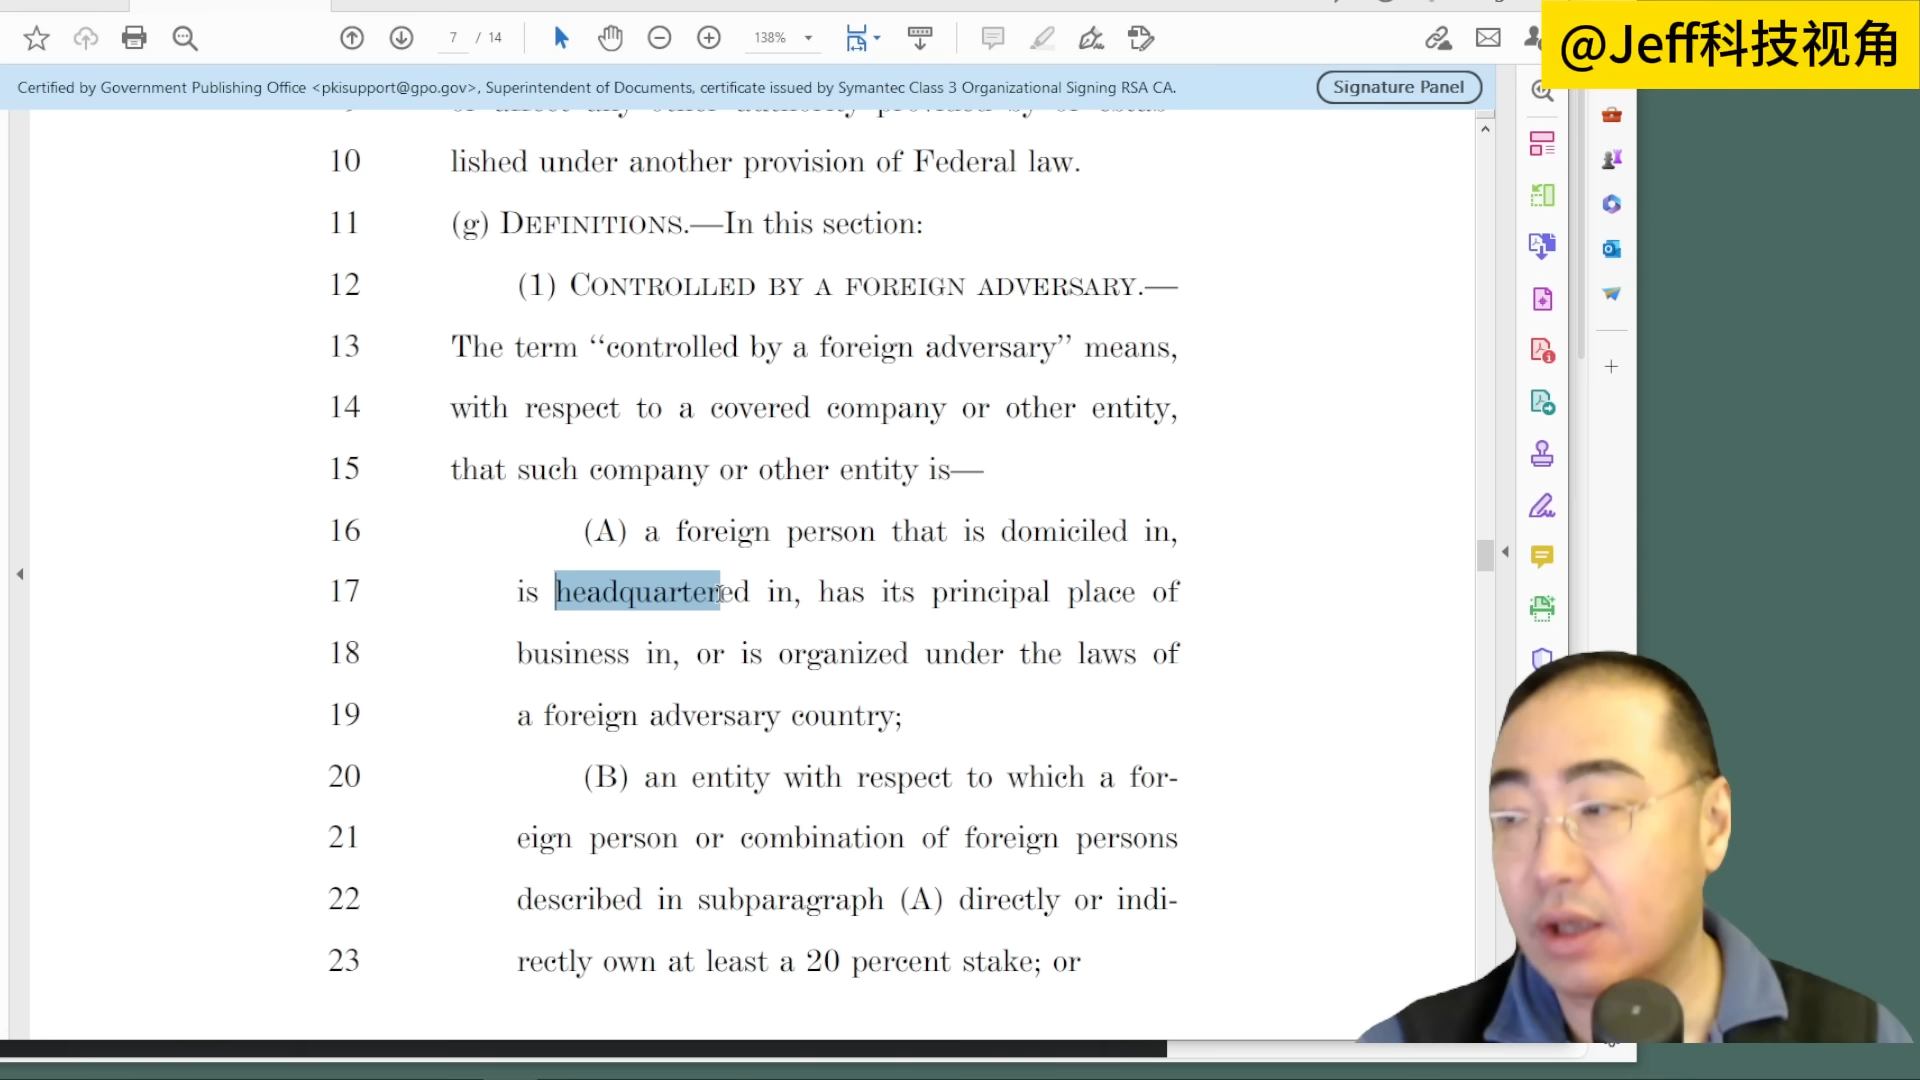 @Jeff科技视角
7 / 14
138%
Certified by Government Publishing Office <pkisupport@gpo.gov>, Superintendent of Documents, certificate issued by Symantec Class 3 Organizational Signing RSA CA.
Signature Panel
10 lished under another provision of Federal law.
11 (g) DEFINITIONS.—In this section:
12 (1) CONTROLLED BY A FOREIGN ADVERSARY.—
13 The term ‘‘controlled by a foreign adversary’’ means,
14 with respect to a covered company or other entity,
15 that such company or other entity is—
16 (A) a foreign person that is domiciled in,
17 is headquartered in, has its principal place of
18 business in, or is organized under the laws of
19 a foreign adversary country;
20 (B) an entity with respect to which a for-
21 eign person or combination of foreign persons
22 described in subparagraph (A) directly or indi-
23 rectly own at least a 20 percent stake; or